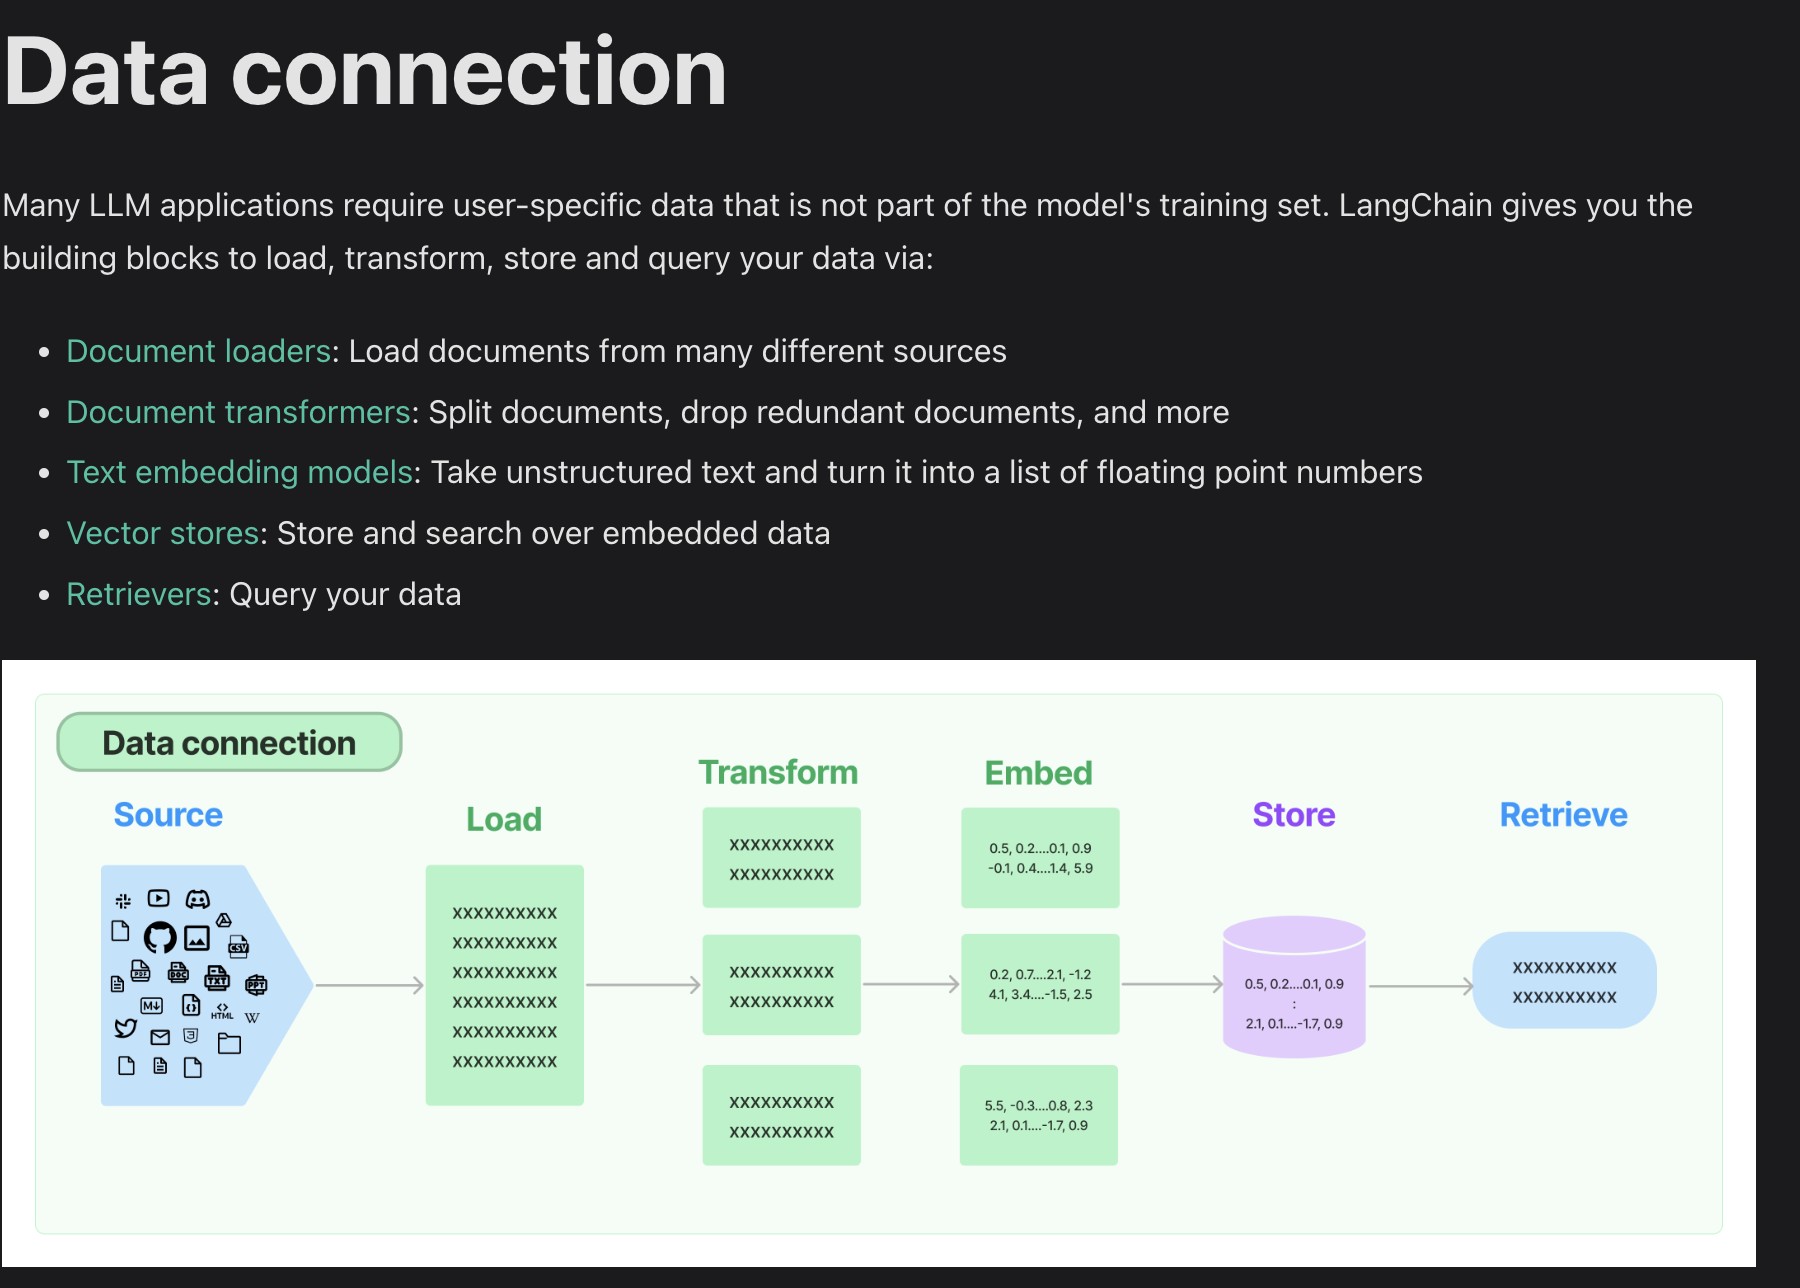 Data connection
Many LLM applications require user-specific data that is not part of the model's training set. LangChain gives you the
building blocks to load, transform, store and query your data via:
• Document loaders: Load documents from many different sources
• Document transformers: Split documents, drop redundant documents, and more
• Text embedding models: Take unstructured text and turn it into a list of floating point numbers
• Vector stores: Store and search over embedded data
• Retrievers: Query your data
Data connection
Source
CSV
PDF
DOC
TXT
PPT
M
HTML
W
Load
XXXXXXXXXX
XXXXXXXXXX
XXXXXXXXXX
XXXXXXXXXX
XXXXXXXXXX
XXXXXXXXXX
Transform
XXXXXXXXXX
XXXXXXXXXX
XXXXXXXXXX
XXXXXXXXXX
XXXXXXXXXX
XXXXXXXXXX
Embed
0.5, 0.2....0.1, 0.9
-0.1, 0.4....1.4, 5.9
0.2, 0.7....2.1, -1.2
4.1, 3.4....-1.5, 2.5
5.5, -0.3....0.8, 2.3
2.1, 0.1....-1.7, 0.9
Store
0.5, 0.2....0.1, 0.9
:
2.1, 0.1....-1.7, 0.9
Retrieve
XXXXXXXXXX
XXXXXXXXXX